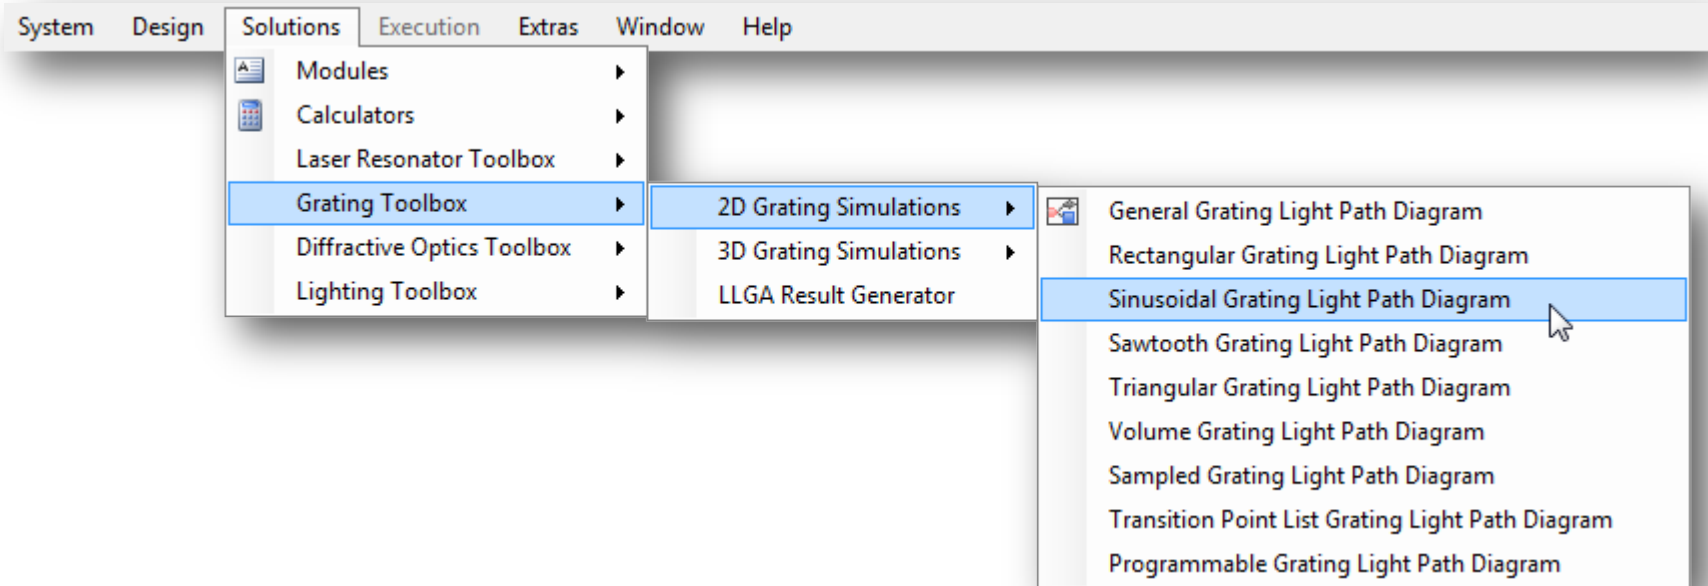 System Design Solutions Execution Extras Window Help
Modules
Calculators
Laser Resonator Toolbox
Grating Toolbox
Diffractive Optics Toolbox
Lighting Toolbox
2D Grating Simulations
3D Grating Simulations
LLGA Result Generator
General Grating Light Path Diagram
Rectangular Grating Light Path Diagram
Sinusoidal Grating Light Path Diagram
Sawtooth Grating Light Path Diagram
Triangular Grating Light Path Diagram
Volume Grating Light Path Diagram
Sampled Grating Light Path Diagram
Transition Point List Grating Light Path Diagram
Programmable Grating Light Path Diagram